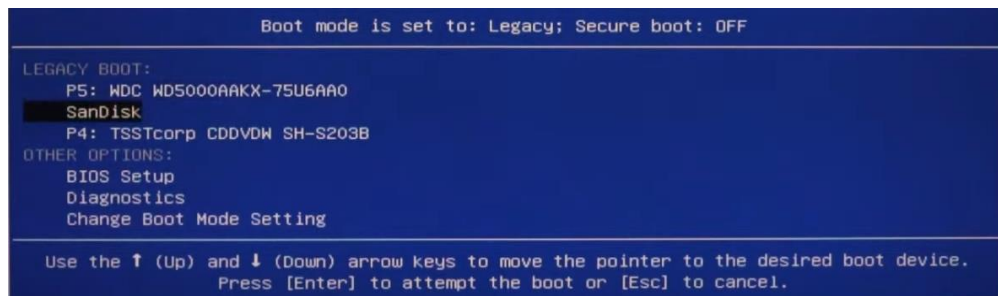 Boot mode is set to: Legacy; Secure boot: OFF
LEGACY BOOT:
P5: WDC WD5000AAKX-75U6AA0
SanDisk
P4: TSSTcorp CDDVDW SH-S203B
OTHER OPTIONS:
BIOS Setup
Diagnostics
Change Boot Mode Setting
Use the ↑ (Up) and ↓ (Down) arrow keys to move the pointer to the desired boot device.
Press [Enter] to attempt the boot or [Esc] to cancel.